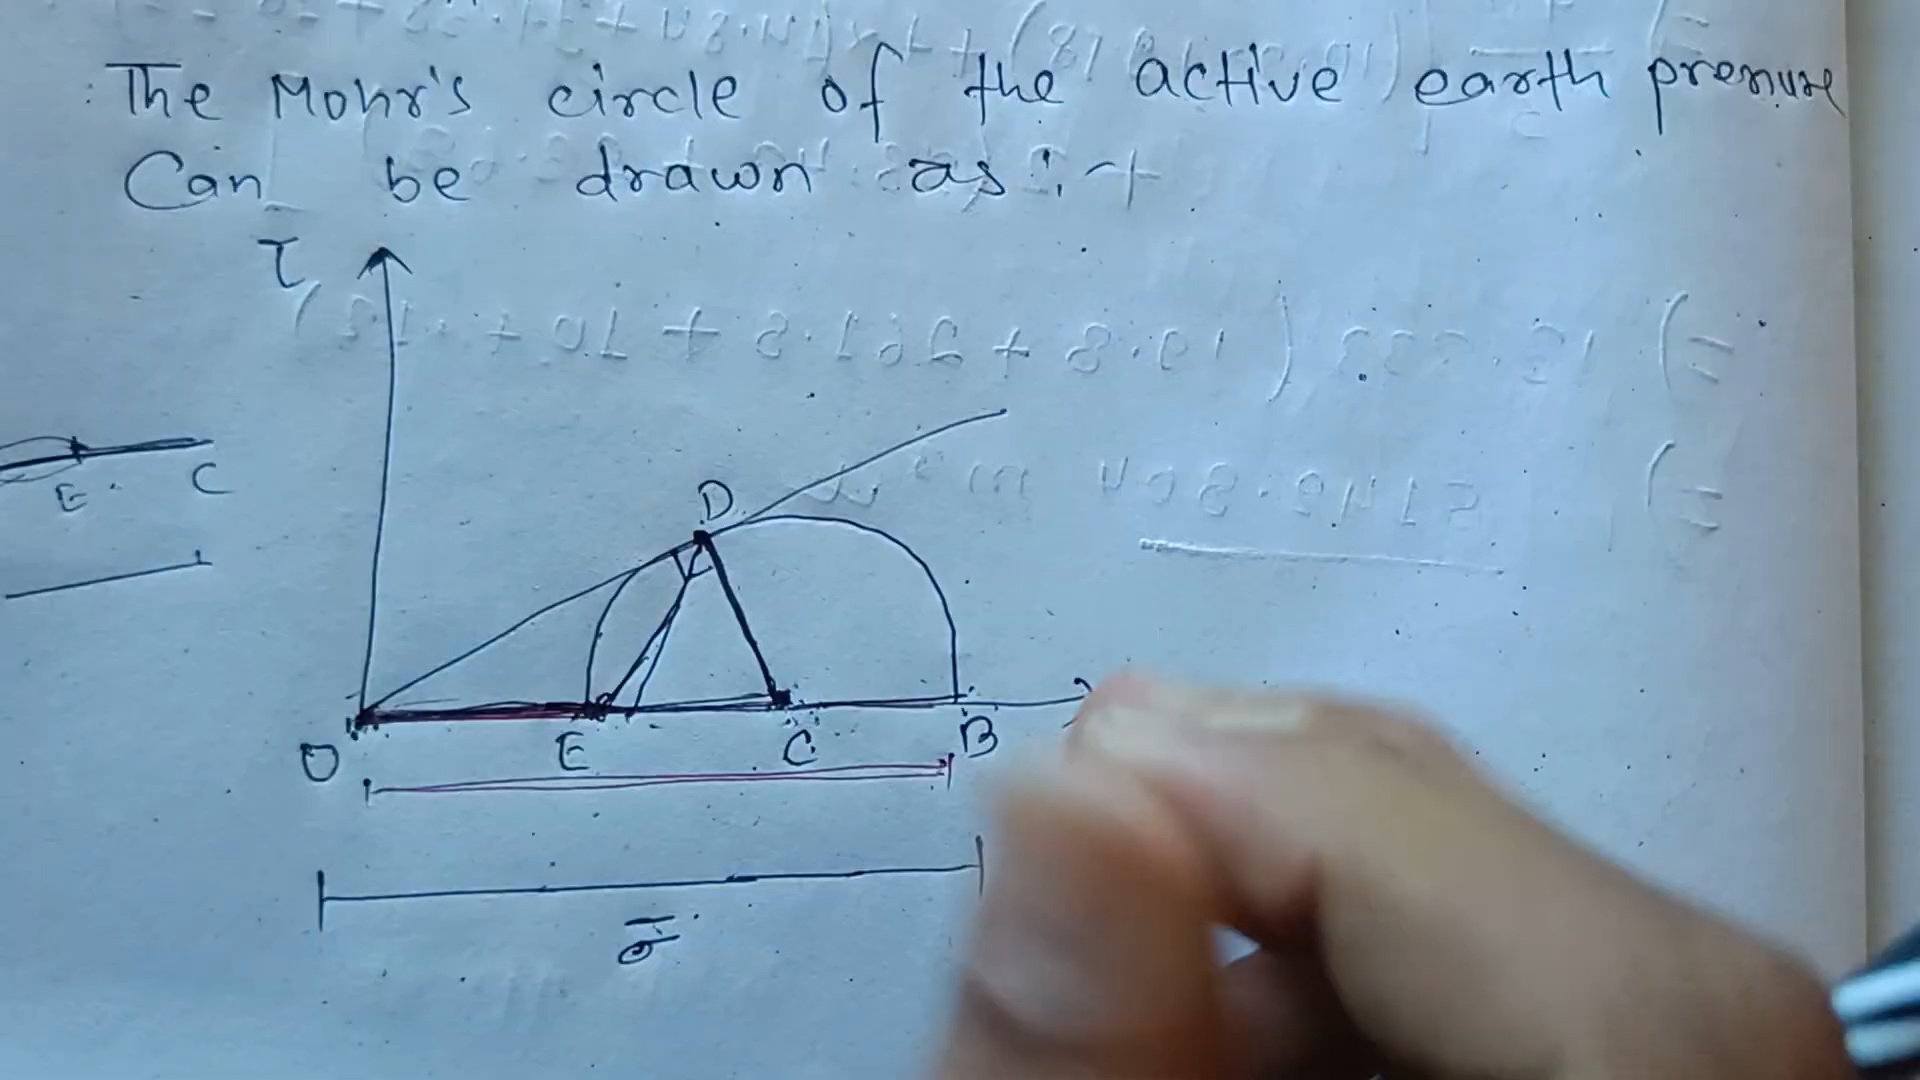 The Mohr's circle of the active earth pressure
Can be drawn as :-
τ
E C
D
O E C B
σ̄